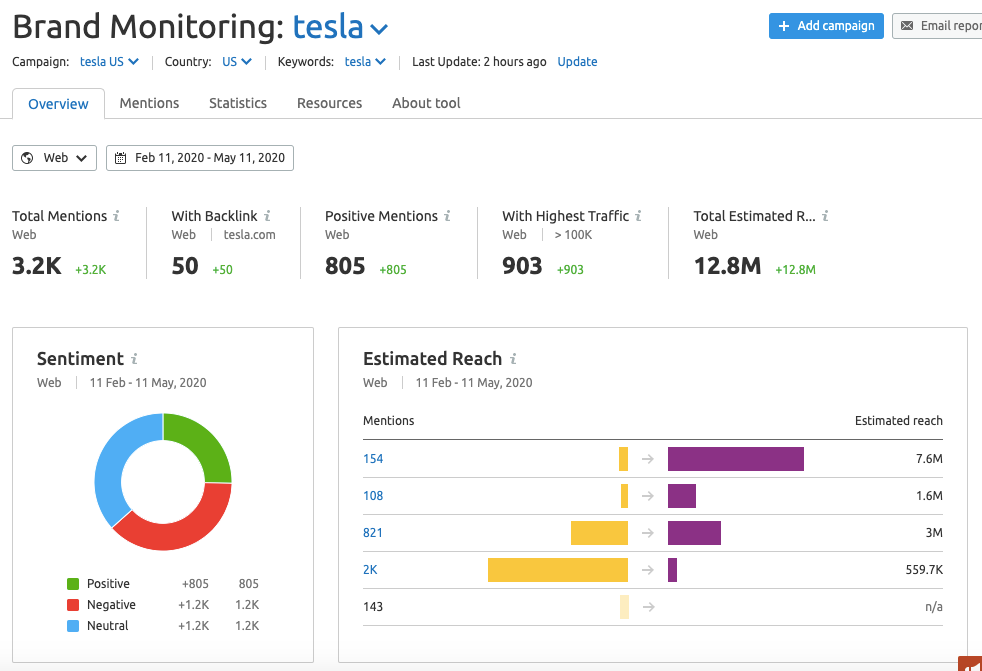 Brand Monitoring: tesla
Add campaign
Email repor
Campaign: tesla US Country: US Keywords: tesla Last Update: 2 hours ago Update
Overview Mentions Statistics Resources About tool
Web Feb 11, 2020 - May 11, 2020
Total Mentions i
Web
3.2K +3.2K
With Backlink i
Web tesla.com
50 +50
Positive Mentions i
Web
805 +805
With Highest Traffic i
Web > 100K
903 +903
Total Estimated R... i
Web
12.8M +12.8M
Sentiment i
Web 11 Feb - 11 May, 2020
Positive +805 805
Negative +1.2K 1.2K
Neutral +1.2K 1.2K
Estimated Reach i
Web 11 Feb - 11 May, 2020
Mentions Estimated reach
154 → 7.6M
108 → 1.6M
821 → 3M
2K → 559.7K
143 → n/a